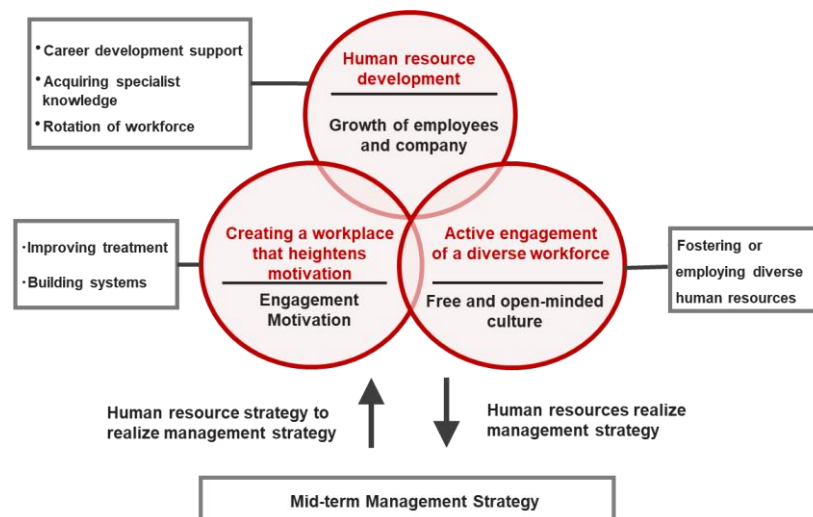 • Career development support
• Acquiring specialist
knowledge
• Rotation of workforce
Human resource
development
Growth of employees
and company
·Improving treatment
·Building systems
Creating a workplace
that heightens
motivation
Engagement
Motivation
Active engagement
of a diverse workforce
Free and open-minded
culture
Fostering or
employing diverse
human resources
Human resource strategy to
realize management strategy
Human resources realize
management strategy
Mid-term Management Strategy